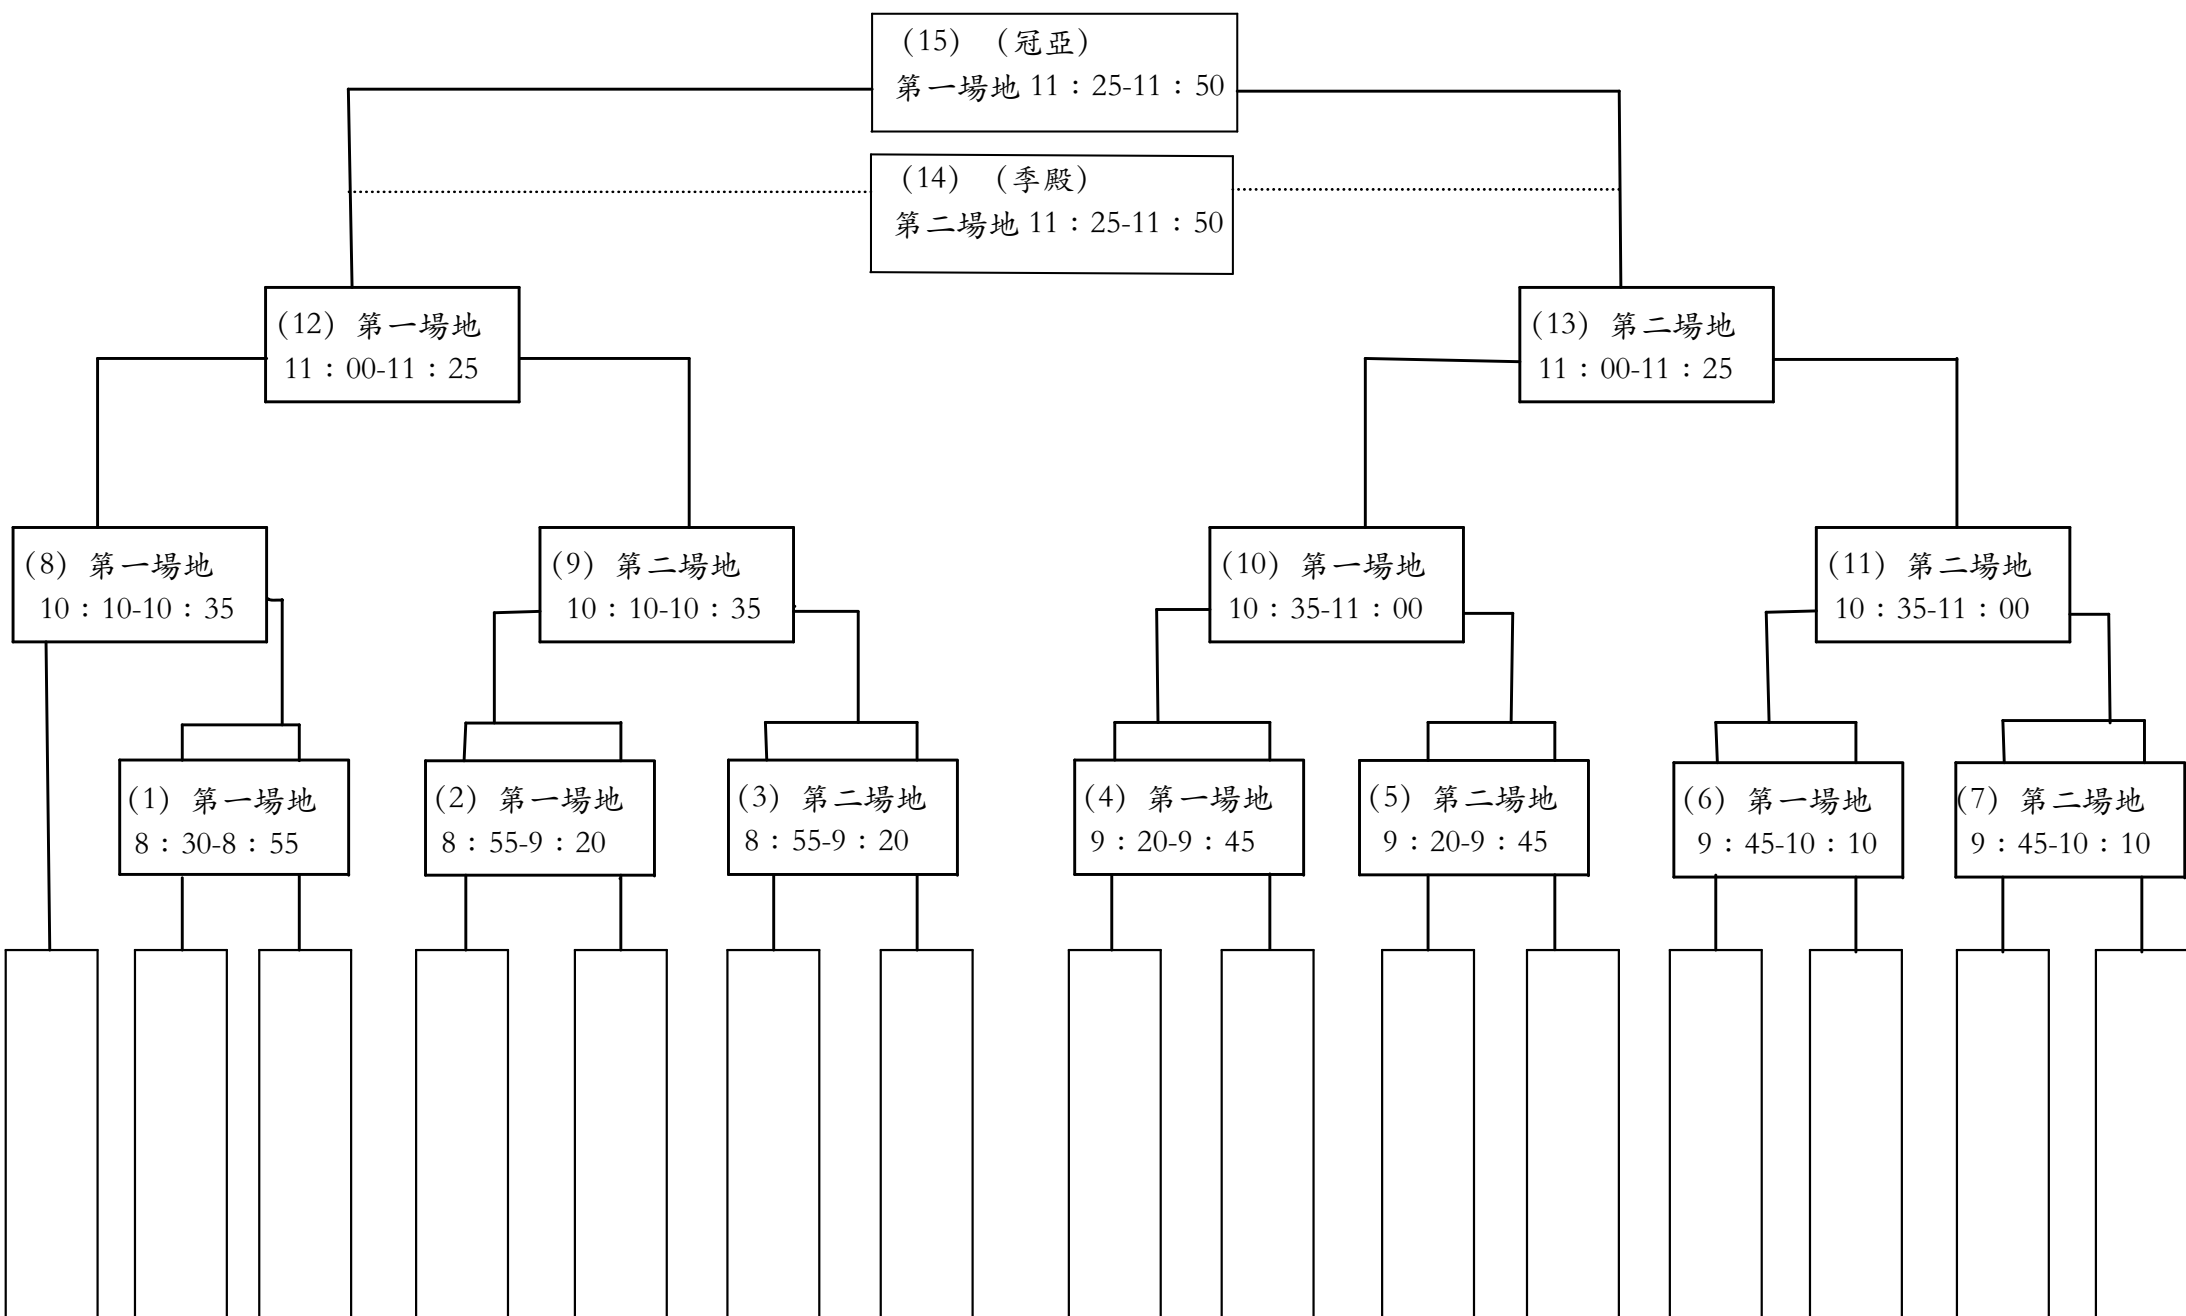 (15) (冠亞)
第一場地 11：25-11：50
(14) (季殿)
第二場地 11：25-11：50
(12) 第一場地
11：00-11：25
(13) 第二場地
11：00-11：25
(8) 第一場地
10：10-10：35
(9) 第二場地
10：10-10：35
(10) 第一場地
10：35-11：00
(11) 第二場地
10：35-11：00
(1) 第一場地
8：30-8：55
(2) 第一場地
8：55-9：20
(3) 第二場地
8：55-9：20
(4) 第一場地
9：20-9：45
(5) 第二場地
9：20-9：45
(6) 第一場地
9：45-10：10
(7) 第二場地
9：45-10：10